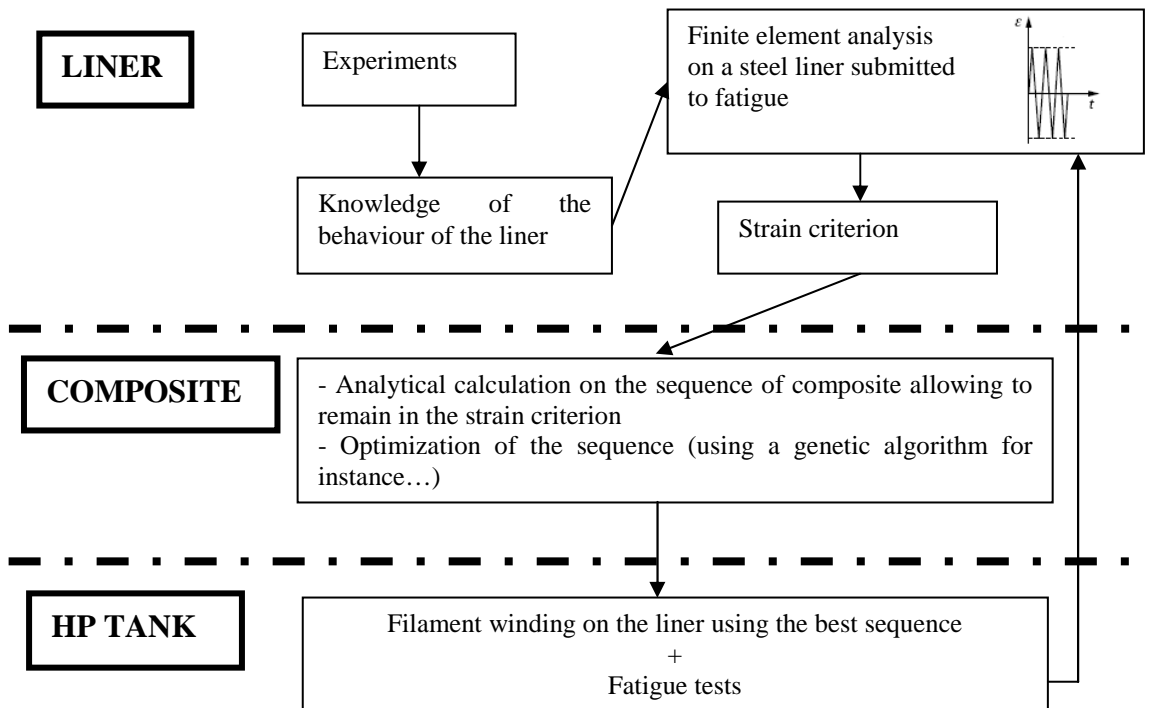 LINER
Experiments
Knowledge of the
behaviour of the liner
Finite element analysis
on a steel liner submitted
to fatigue
ε
t
Strain criterion
COMPOSITE
- Analytical calculation on the sequence of composite allowing to
remain in the strain criterion
- Optimization of the sequence (using a genetic algorithm for
instance…)
HP TANK
Filament winding on the liner using the best sequence
+
Fatigue tests